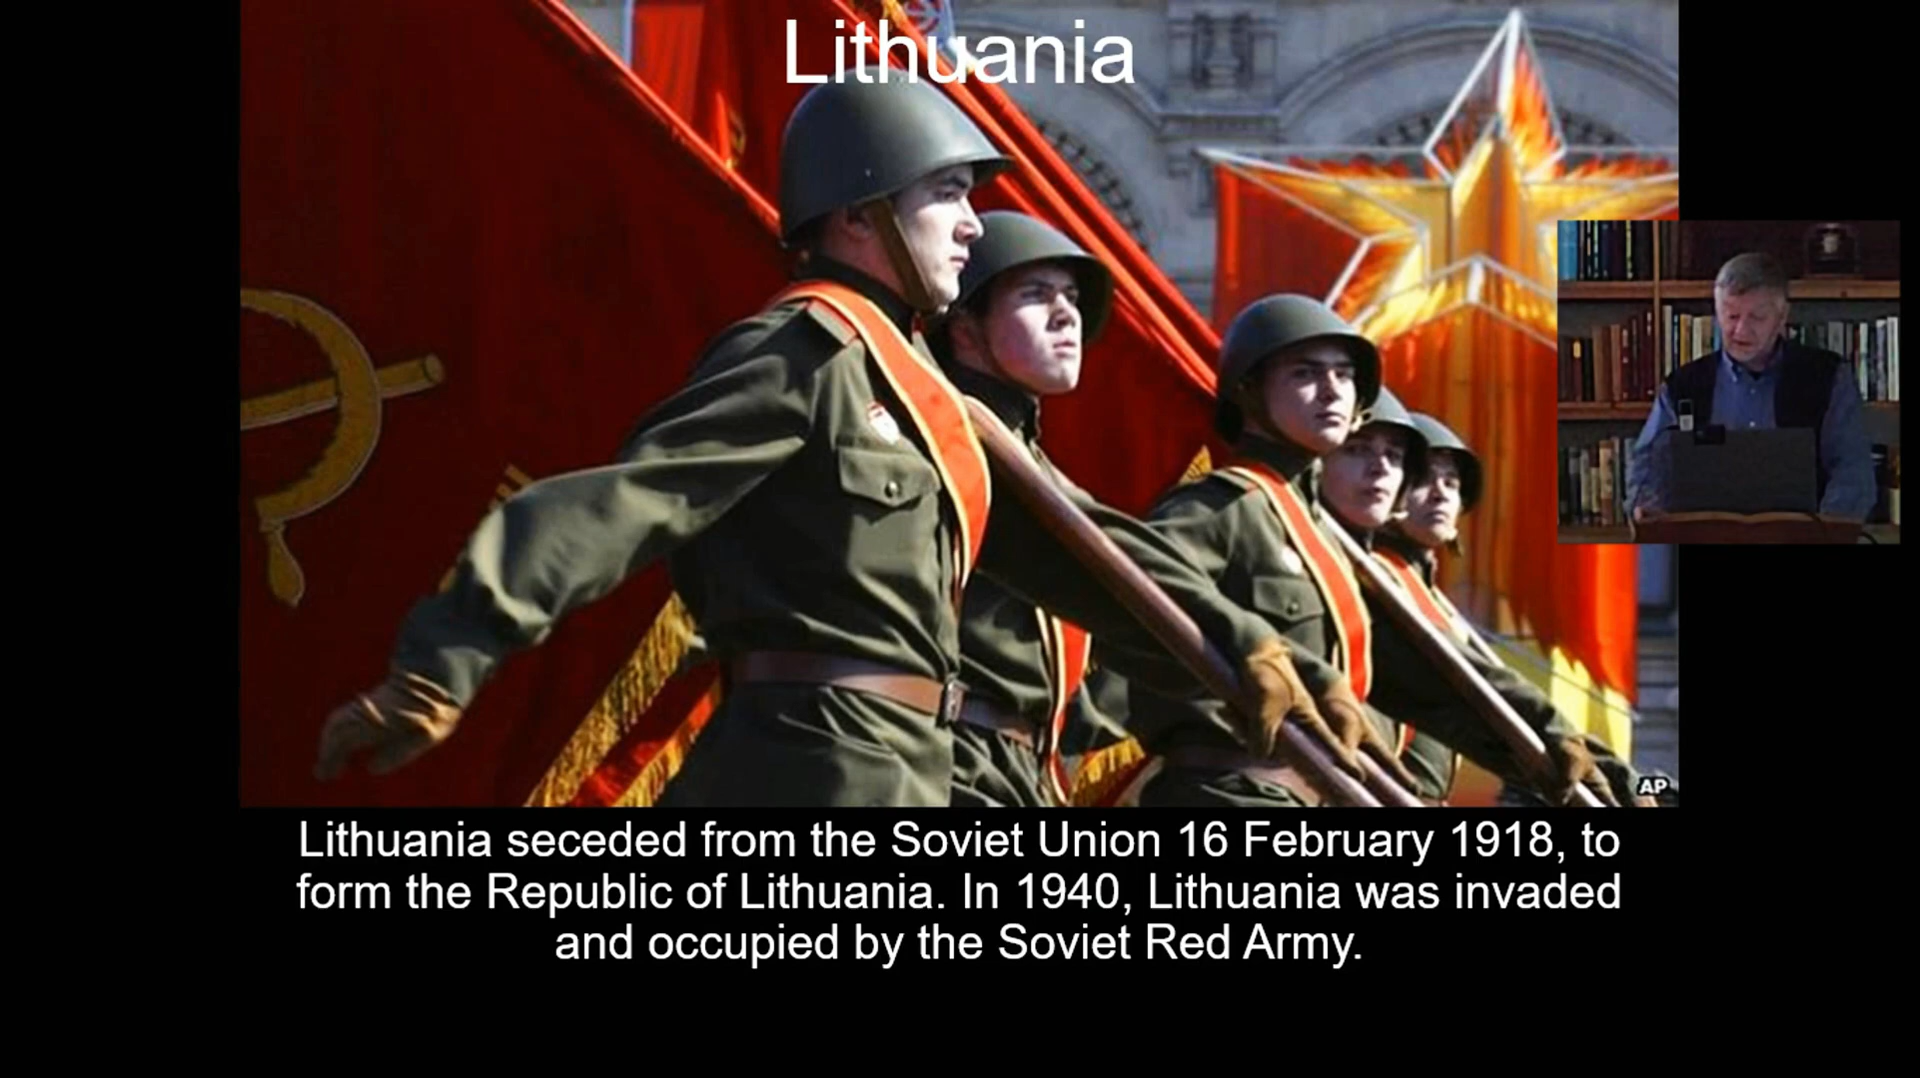 Lithuania
AP
Lithuania seceded from the Soviet Union 16 February 1918, to
form the Republic of Lithuania. In 1940, Lithuania was invaded
and occupied by the Soviet Red Army.